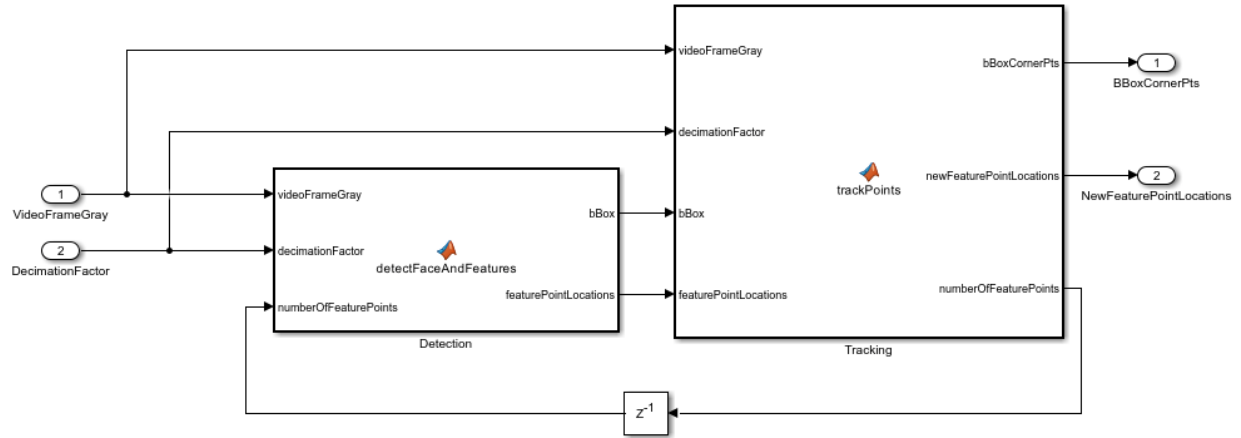 videoFrameGray
bBoxCornerPts
1
BBoxCornerPts
decimationFactor
trackPoints
newFeaturePointLocations
2
NewFeaturePointLocations
1
VideoFrameGray
videoFrameGray
bBox
bBox
2
DecimationFactor
decimationFactor
detectFaceAndFeatures
featurePointLocations
featurePointLocations
numberOfFeaturePoints
numberOfFeaturePoints
Detection
Tracking
z-1